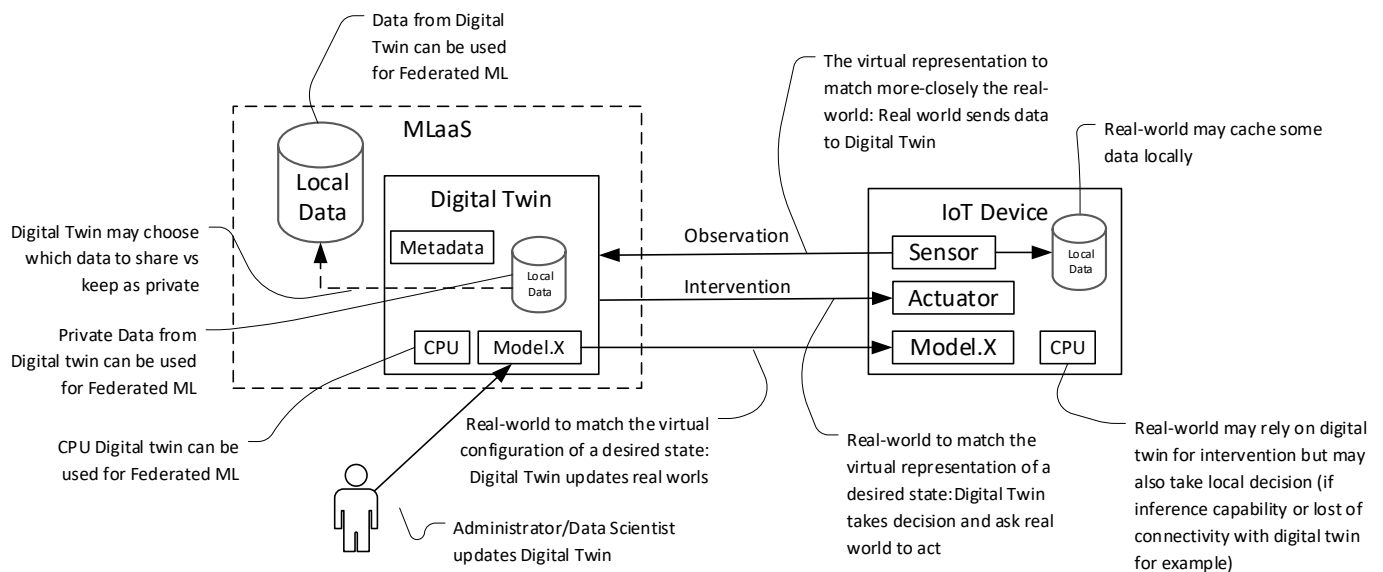 Data from Digital
Twin can be used
for Federated ML
The virtual representation to
match more-closely the real-
world: Real world sends data
to Digital Twin
Real-world may cache some
data locally
MLaaS
Local
Data
Digital Twin
Metadata
Local
Data
CPU
Model.X
Observation
Intervention
IoT Device
Sensor
Local
Data
Actuator
Model.X
CPU
Digital Twin may choose
which data to share vs
keep as private
Private Data from
Digital twin can be used
for Federated ML
CPU Digital twin can be
used for Federated ML
Real-world to match the virtual
configuration of a desired state:
Digital Twin updates real worls
Administrator/Data Scientist
updates Digital Twin
Real-world to match the
virtual representation of a
desired state:Digital Twin
takes decision and ask real
world to act
Real-world may rely on digital
twin for intervention but may
also take local decision (if
inference capability or lost of
connectivity with digital twin
for example)